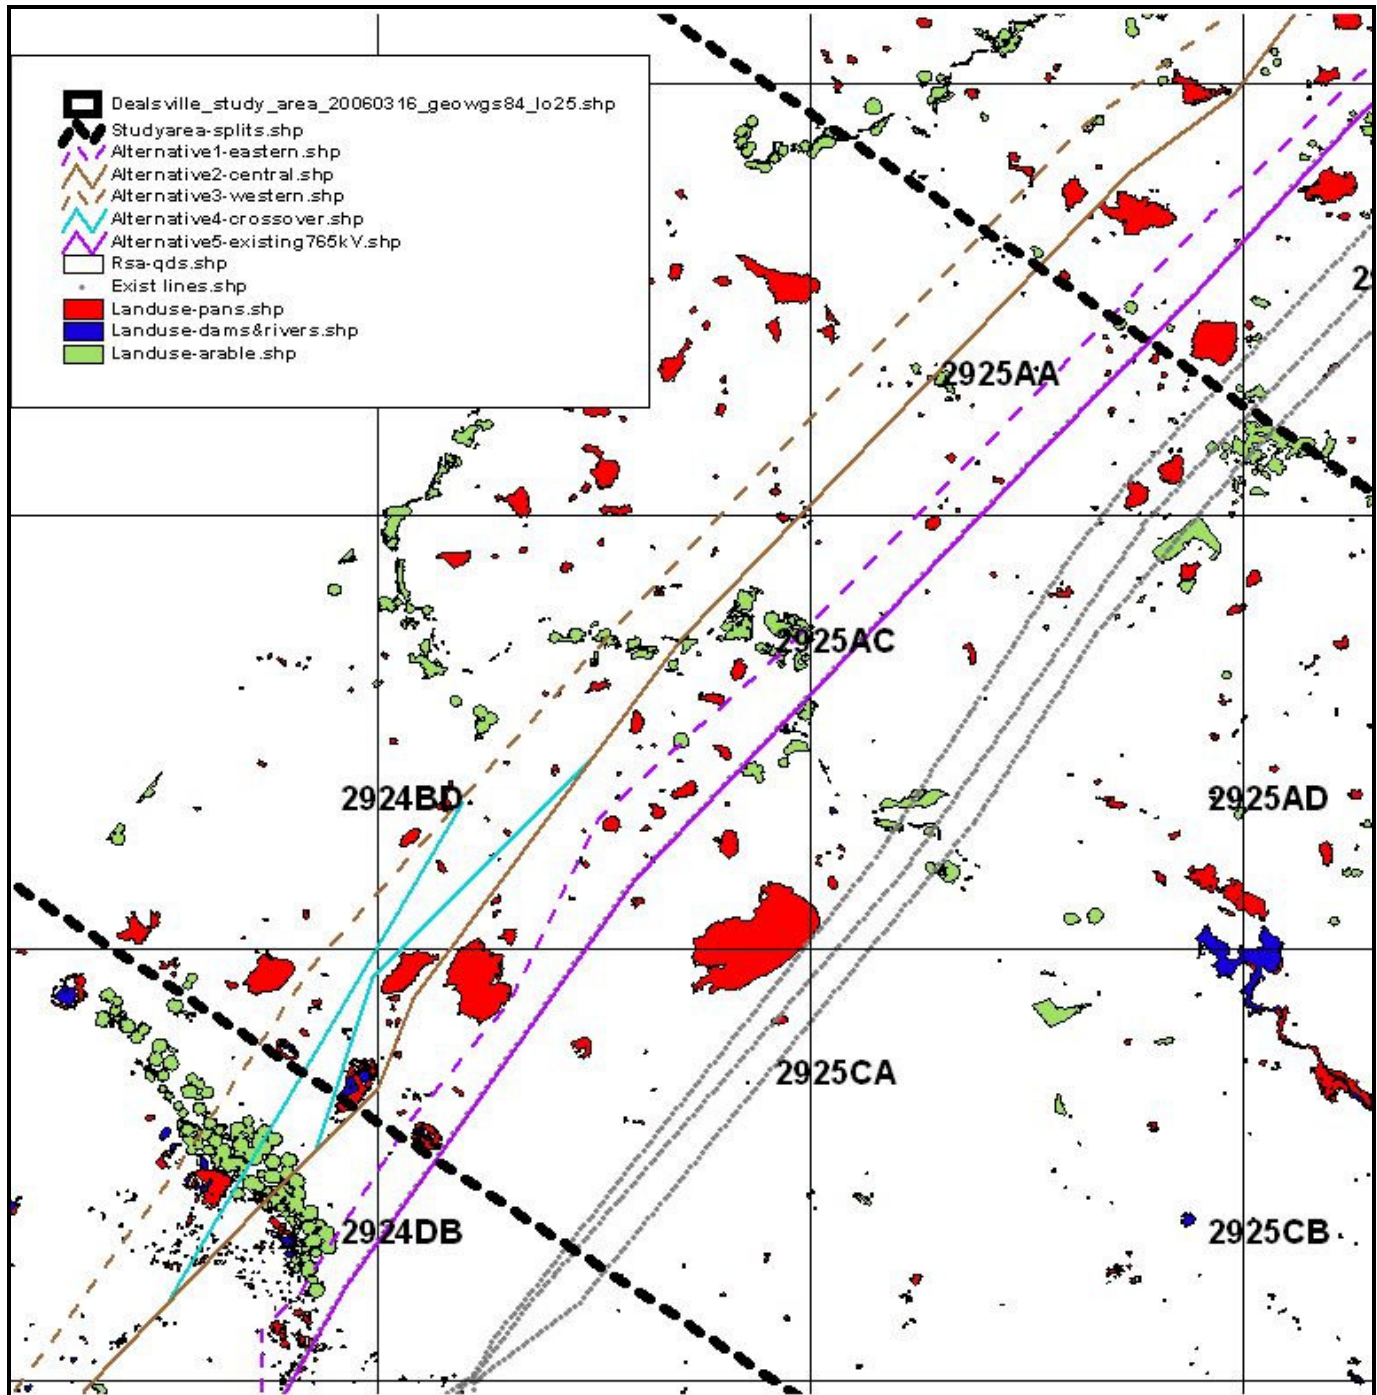 Dealsville_study_area_20060316_geowgs84_lo25.shp
Studyarea-splits.shp
Alternative1-eastern.shp
Alternative2-central.shp
Alternative3-western.shp
Alternative4-crossover.shp
Alternative5-existing765kV.shp
Rsa-qds.shp
Exist lines.shp
Landuse-pans.shp
Landuse-dams&rivers.shp
Landuse-arable.shp
29
2925AA
2925AC
2924BD
2925AD
2925CA
2924DB
2925CB